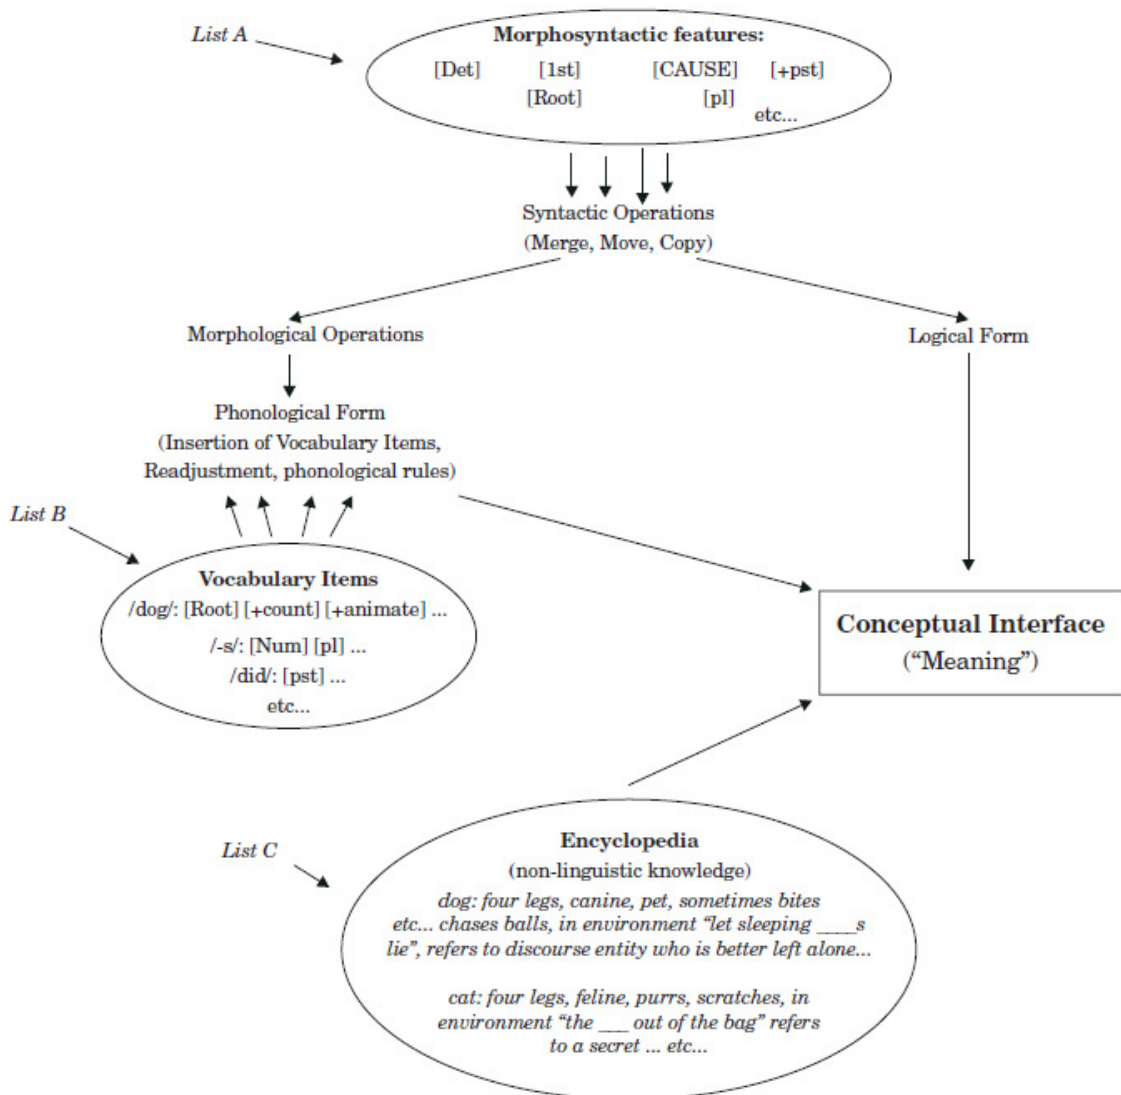 List A
Morphosyntactic features:
[Det] [1st] [CAUSE] [+pst]
[Root] [pl]
etc...
Syntactic Operations
(Merge, Move, Copy)
Morphological Operations
Logical Form
Phonological Form
(Insertion of Vocabulary Items,
Readjustment, phonological rules)
List B
Vocabulary Items
/dog/: [Root] [+count] [+animate] ...
/-s/: [Num] [pl] ...
/did/: [pst] ...
etc...
Conceptual Interface
(“Meaning”)
List C
Encyclopedia
(non-linguistic knowledge)
dog: four legs, canine, pet, sometimes bites
etc... chases balls, in environment “let sleeping ____s
lie”, refers to discourse entity who is better left alone...
cat: four legs, feline, purrs, scratches, in
environment “the ___ out of the bag” refers
to a secret ... etc...